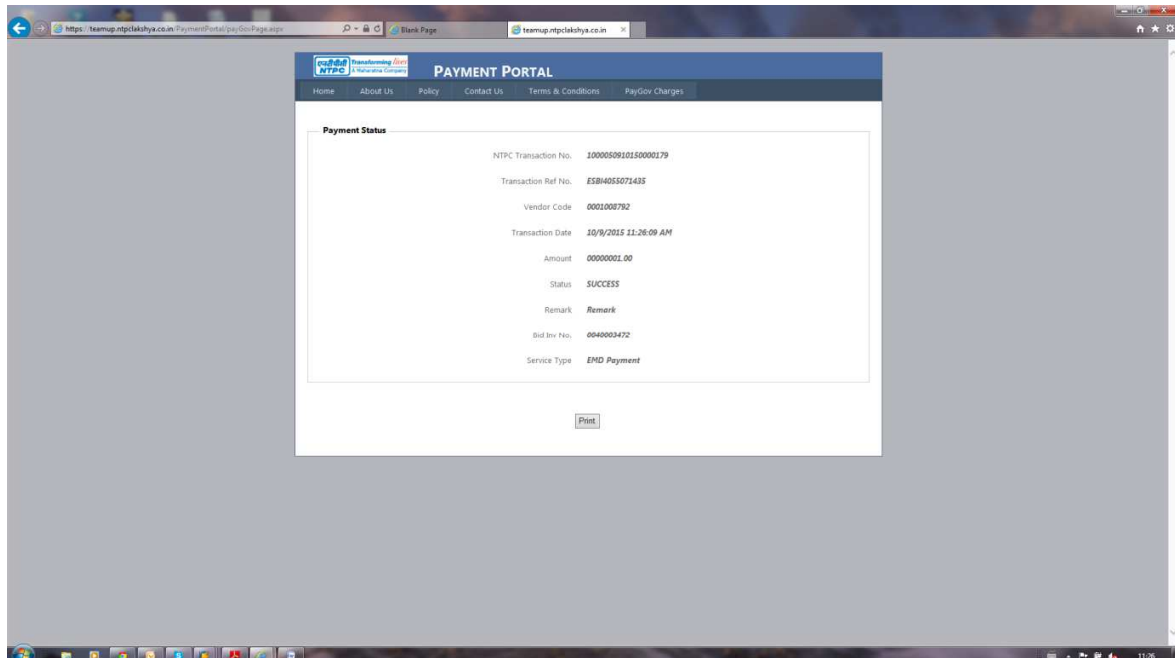 https://teamup.ntpclakshya.co.in/PaymentPortal/payGovPage.aspx
Blank Page
teamup.ntpclakshya.co.in
एनटीपीसी
NTPC
Transforming lives
A Maharatna Company
PAYMENT PORTAL
Home About Us Policy Contact Us Terms & Conditions PayGov Charges
Payment Status
NTPC Transaction No. 1000050910150000179
Transaction Ref No. ESBI4055071435
Vendor Code 0001008792
Transaction Date 10/9/2015 11:26:09 AM
Amount 00000001.00
Status SUCCESS
Remark Remark
Bid Inv No. 0040003472
Service Type EMD Payment
Print
11:26